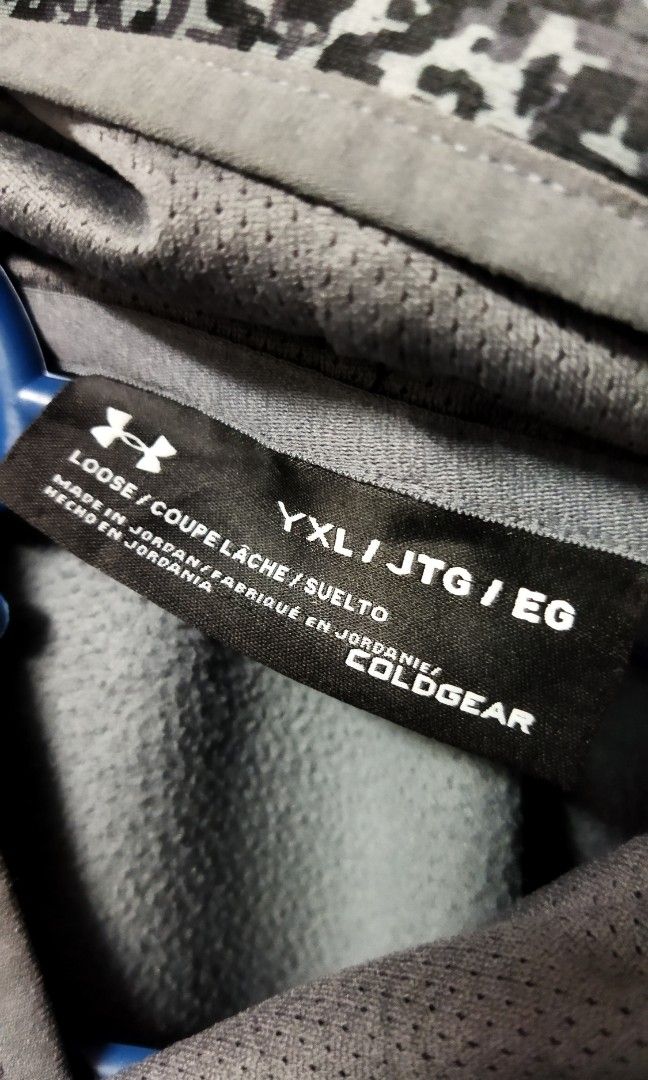 YXL / JTG / EG
LOOSE / COUPE LÂCHE / SUELTO
MADE IN JORDAN / FABRIQUÉ EN JORDANIE/
HECHO EN JORDANIA
COLDGEAR